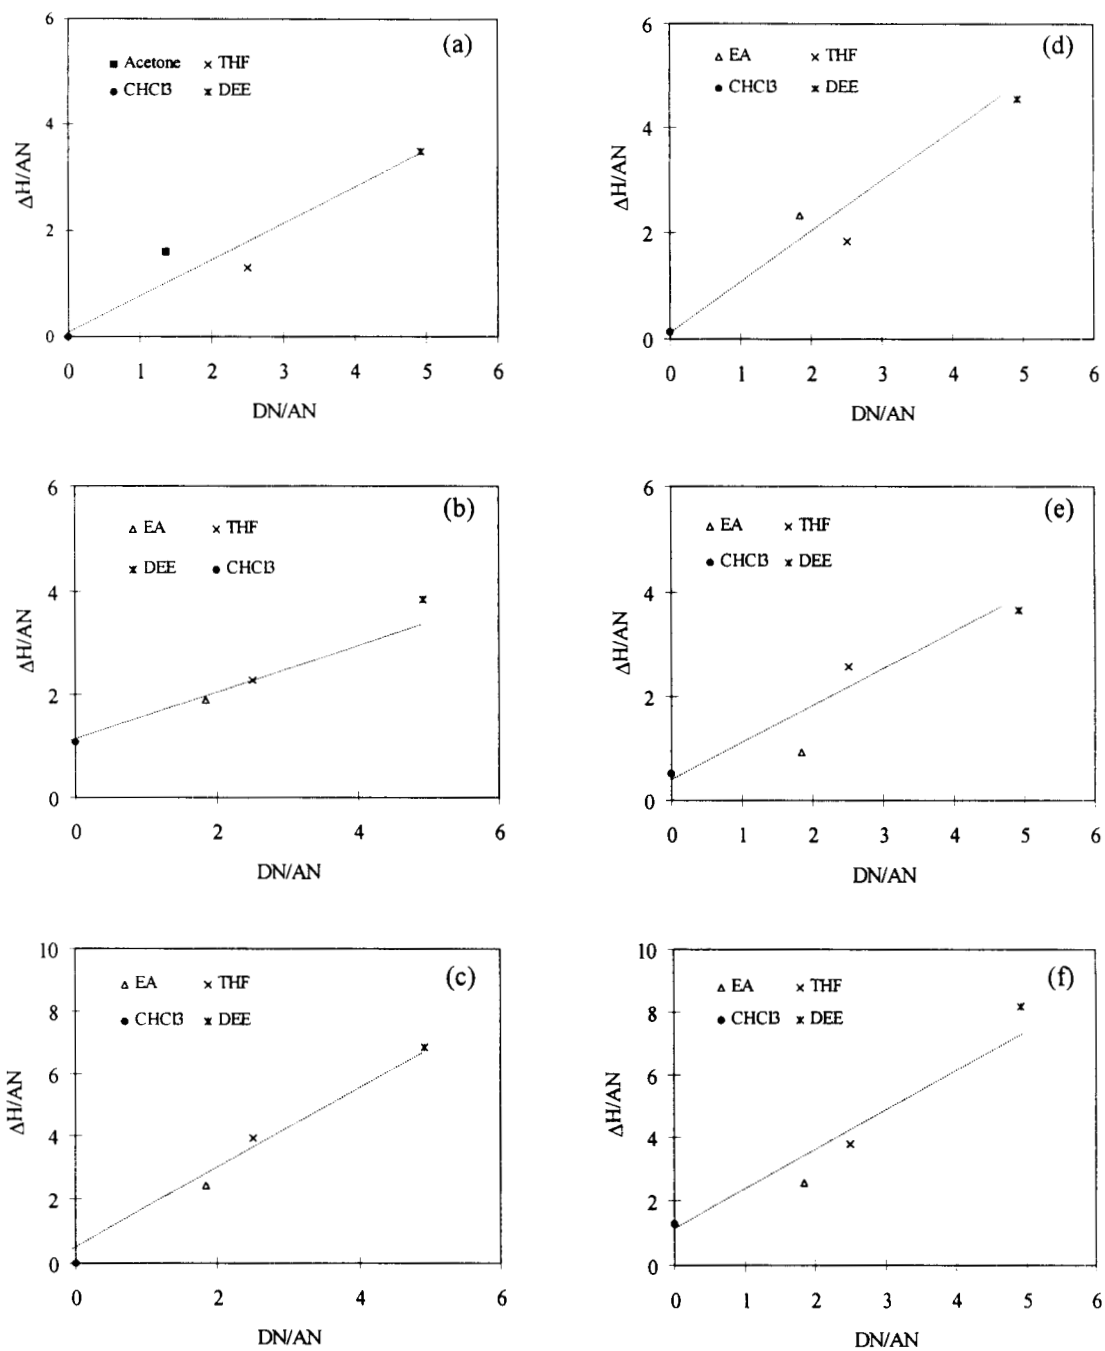 (a)
Acetone THF
CHCl3 DEE
6
4
2
0
ΔH/AN
0 1 2 3 4 5 6
DN/AN
(d)
EA THF
CHCl3 DEE
6
4
2
0
ΔH/AN
0 1 2 3 4 5 6
DN/AN
(b)
EA THF
DEE CHCl3
6
4
2
0
ΔH/AN
0 2 4 6
DN/AN
(e)
EA THF
CHCl3 DEE
6
4
2
0
ΔH/AN
0 1 2 3 4 5 6
DN/AN
(c)
EA THF
CHCl3 DEE
10
8
6
4
2
0
ΔH/AN
0 2 4 6
DN/AN
(f)
EA THF
CHCl3 DEE
10
8
6
4
2
0
ΔH/AN
0 1 2 3 4 5 6
DN/AN